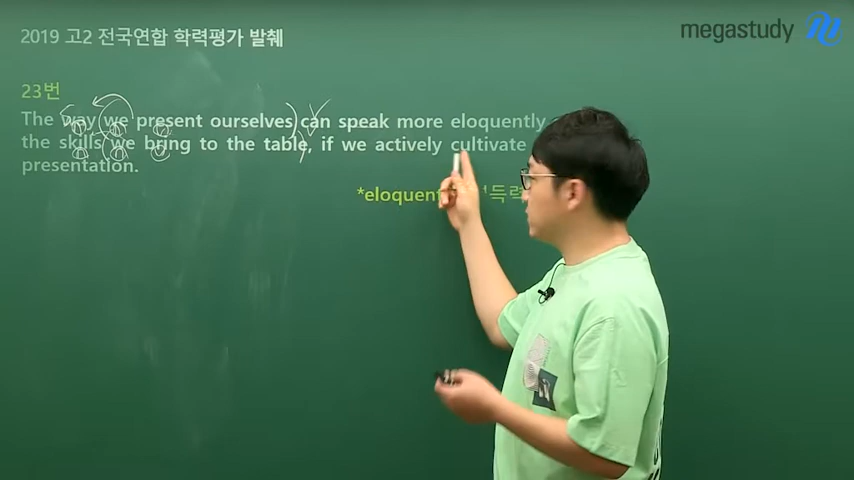 megastudy
2019 고2 전국연합 학력평가 발췌
23번
The way we present ourselves can speak more eloquently
the skills we bring to the table, if we actively cultivate
presentation.
*eloquent 득력